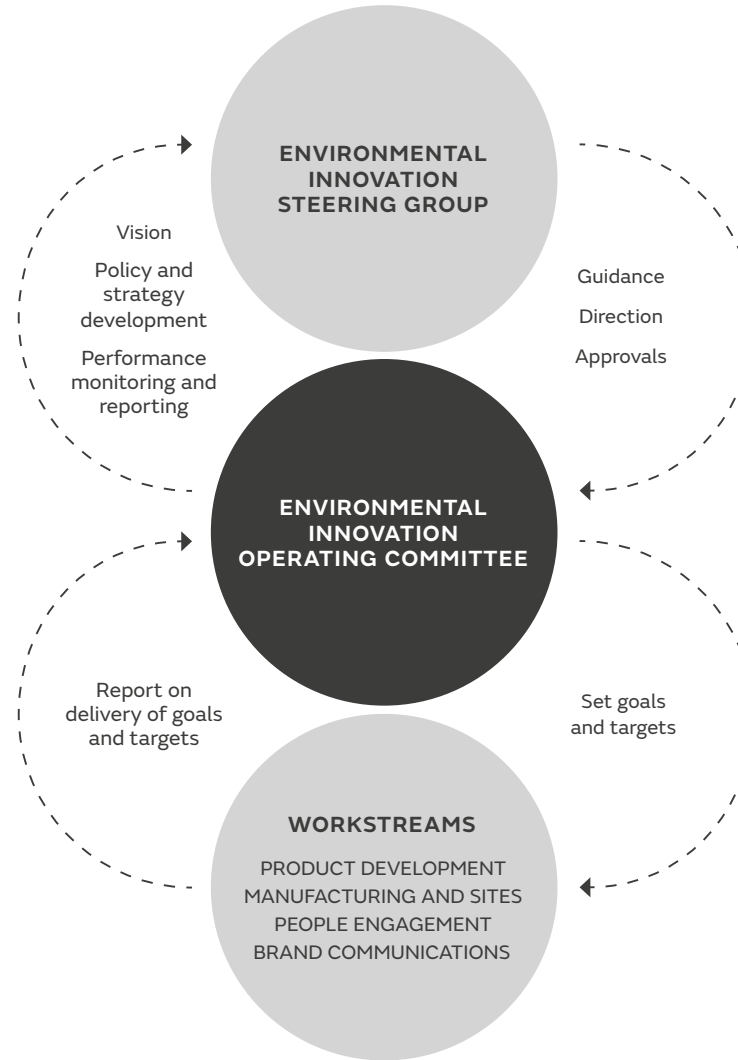 ENVIRONMENTAL
INNOVATION
STEERING GROUP
Vision
Policy and
strategy
development
Performance
monitoring and
reporting
Guidance
Direction
Approvals
ENVIRONMENTAL
INNOVATION
OPERATING COMMITTEE
Report on
delivery of goals
and targets
Set goals
and targets
WORKSTREAMS
PRODUCT DEVELOPMENT
MANUFACTURING AND SITES
PEOPLE ENGAGEMENT
BRAND COMMUNICATIONS